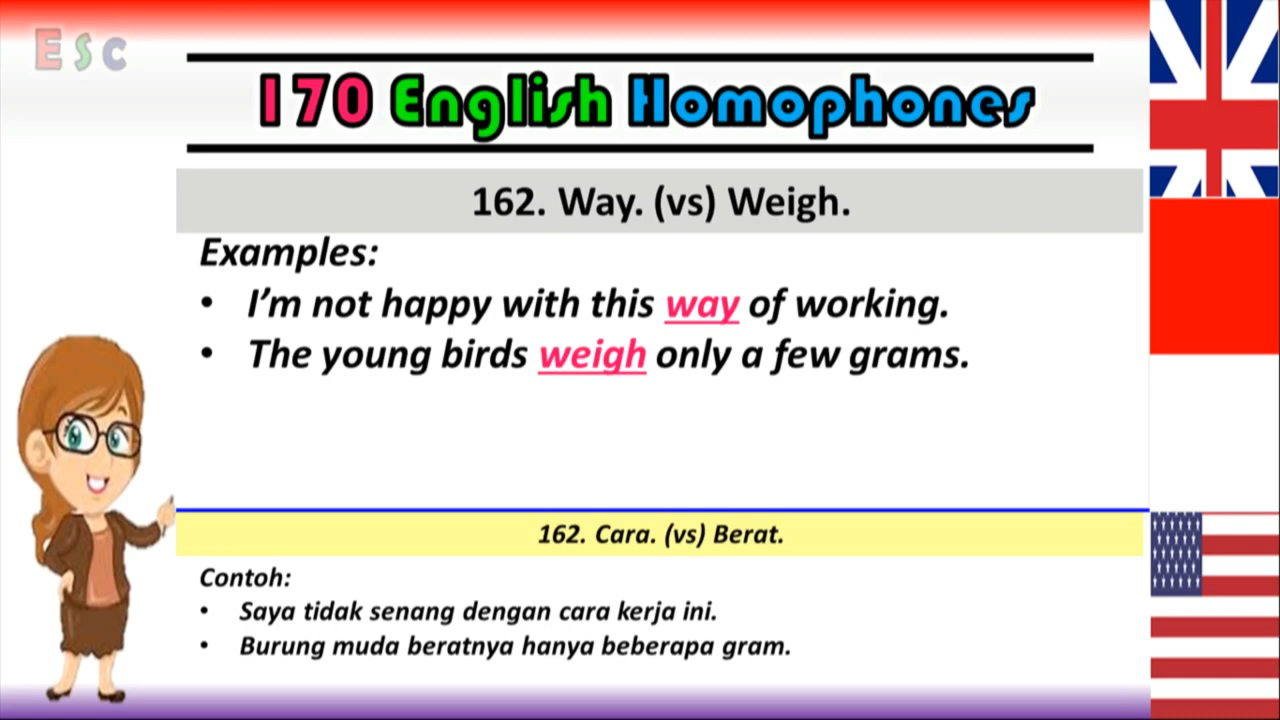 ESC
170 English Homophones
162. Way. (vs) Weigh.
Examples:
• I'm not happy with this way of working.
• The young birds weigh only a few grams.
162. Cara. (vs) Berat.
Contoh:
• Saya tidak senang dengan cara kerja ini.
• Burung muda beratnya hanya beberapa gram.